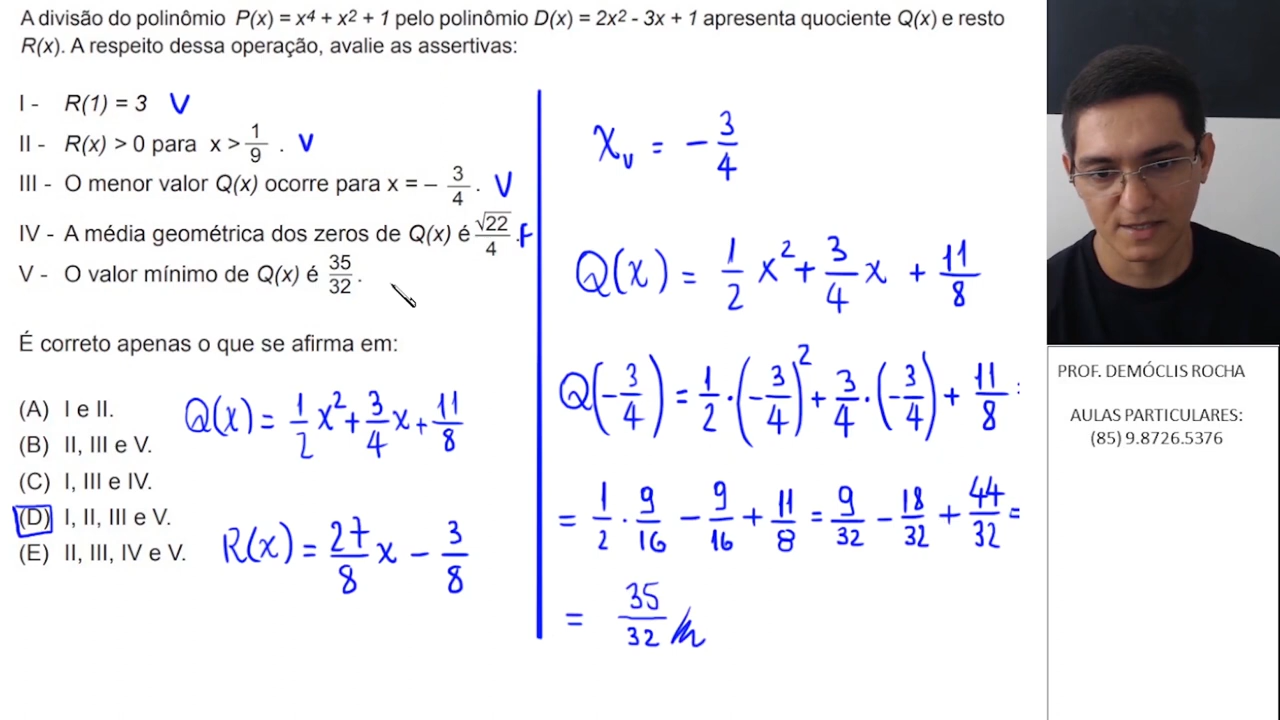 A divisão do polinômio P(x) = x⁴ + x² + 1 pelo polinômio D(x) = 2x² - 3x + 1 apresenta quociente Q(x) e resto
R(x). A respeito dessa operação, avalie as assertivas:
I - R(1) = 3 V
II - R(x) > 0 para x > 1/9 . V
III - O menor valor Q(x) ocorre para x = – 3/4 . V
IV - A média geométrica dos zeros de Q(x) é √22/4 . F
V - O valor mínimo de Q(x) é 35/32 .
É correto apenas o que se afirma em:
(A) I e II.
(B) II, III e V.
(C) I, III e IV.
(D) I, II, III e V.
(E) II, III, IV e V.
Q(x) = 1/2 x² + 3/4 x + 11/8
R(x) = 27/8 x – 3/8
Xv = – 3/4
Q(x) = 1/2 x² + 3/4 x + 11/8
Q(–3/4) = 1/2 · (–3/4)² + 3/4 · (–3/4) + 11/8 =
= 1/2 · 9/16 – 9/16 + 11/8 = 9/32 – 18/32 + 44/32 =
= 35/32
PROF. DEMÓCLIS ROCHA
AULAS PARTICULARES:
(85) 9.8726.5376